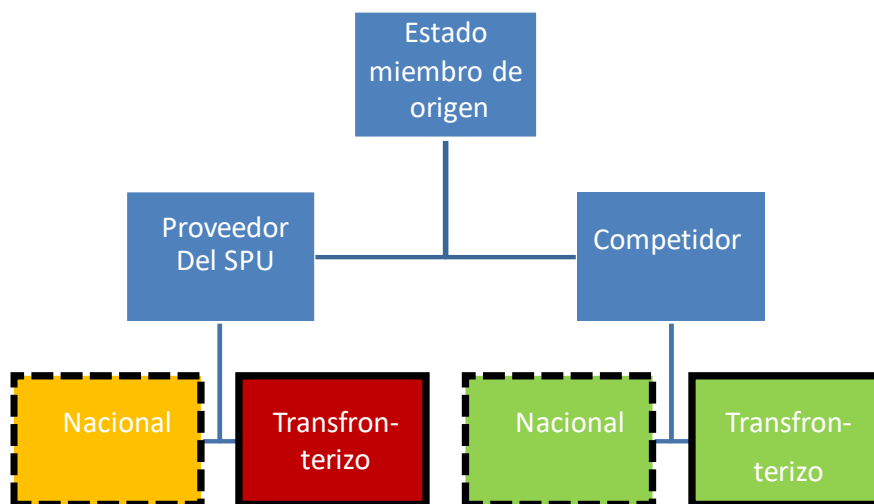 Estado
miembro de
origen
Proveedor
Del SPU
Competidor
Nacional
Transfron-
terizo
Nacional
Transfron-
terizo